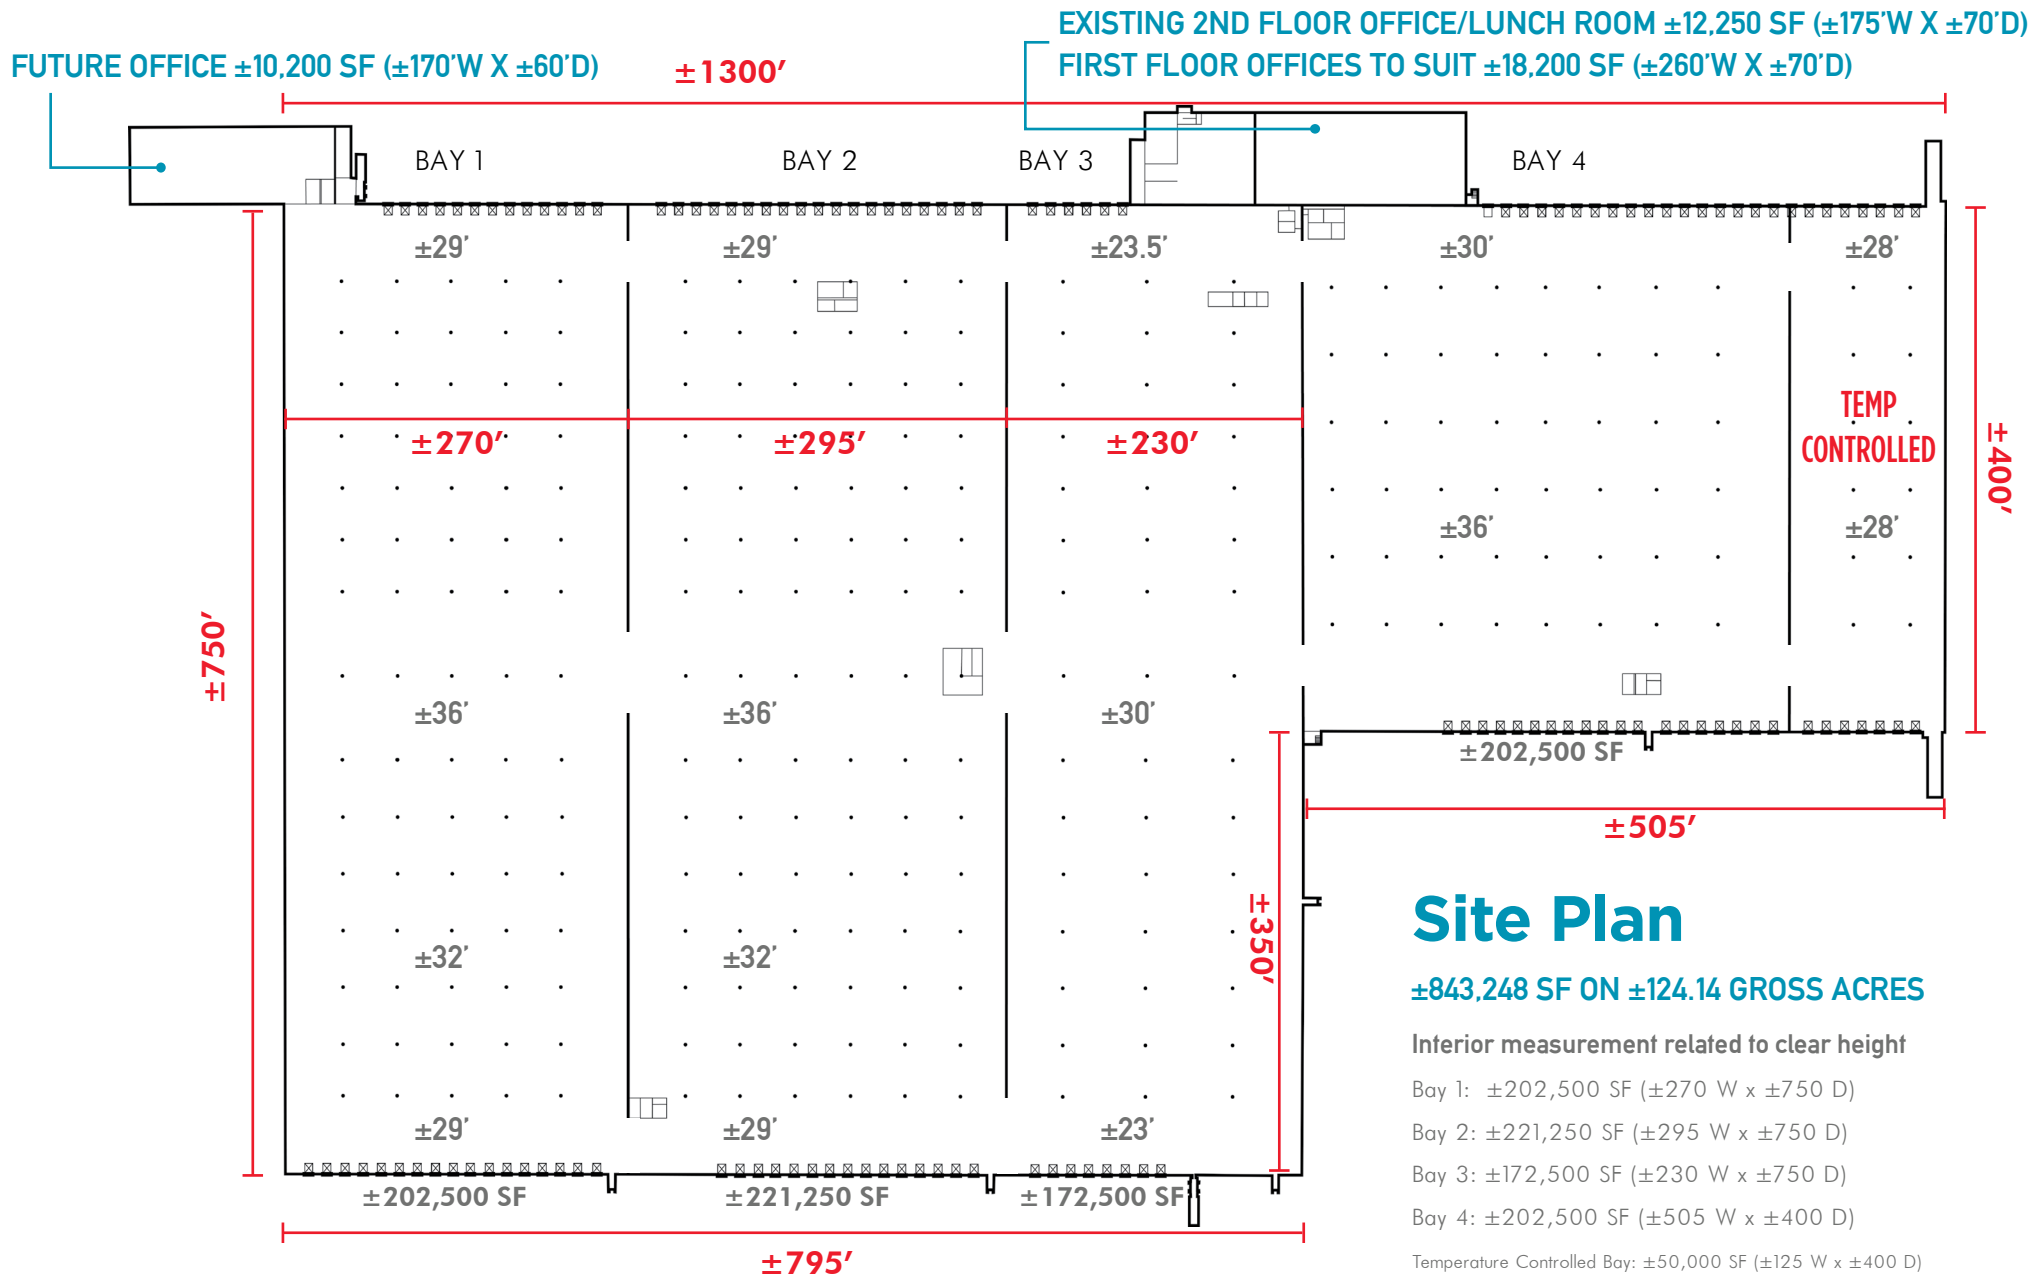 EXISTING 2ND FLOOR OFFICE/LUNCH ROOM ±12,250 SF (±175'W X ±70'D)
FIRST FLOOR OFFICES TO SUIT ±18,200 SF (±260'W X ±70'D)
FUTURE OFFICE ±10,200 SF (±170'W X ±60'D)
±1300'
BAY 1
BAY 2
BAY 3
BAY 4
±29'
±29'
±23.5'
±30'
±28'
TEMP
CONTROLLED
±270'
±295'
±230'
±400'
±36'
±28'
±750'
±36'
±36'
±30'
±202,500 SF
±505'
±350'
±32'
±32'
±29'
±29'
±23'
±202,500 SF
±221,250 SF
±172,500 SF
±795'
Site Plan
±843,248 SF ON ±124.14 GROSS ACRES
Interior measurement related to clear height
Bay 1: ±202,500 SF (±270 W x ±750 D)
Bay 2: ±221,250 SF (±295 W x ±750 D)
Bay 3: ±172,500 SF (±230 W x ±750 D)
Bay 4: ±202,500 SF (±505 W x ±400 D)
Temperature Controlled Bay: ±50,000 SF (±125 W x ±400 D)